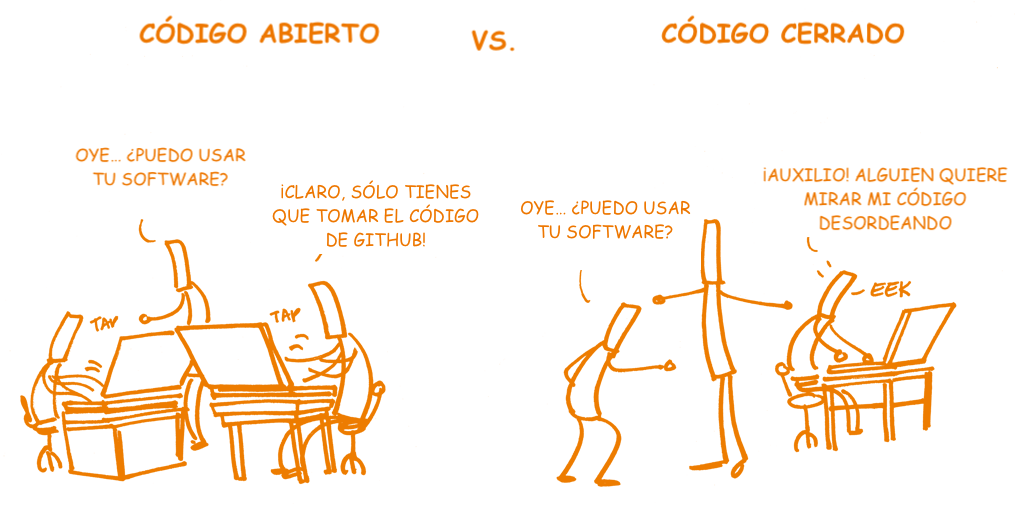 CÓDIGO ABIERTO
VS.
CÓDIGO CERRADO
OYE... ¿PUEDO USAR
TU SOFTWARE?
¡CLARO, SÓLO TIENES
QUE TOMAR EL CÓDIGO
DE GITHUB!
TAP
TAP
OYE... ¿PUEDO USAR
TU SOFTWARE?
¡AUXILIO! ALGUIEN QUIERE
MIRAR MI CÓDIGO
DESORDEANDO
EEK